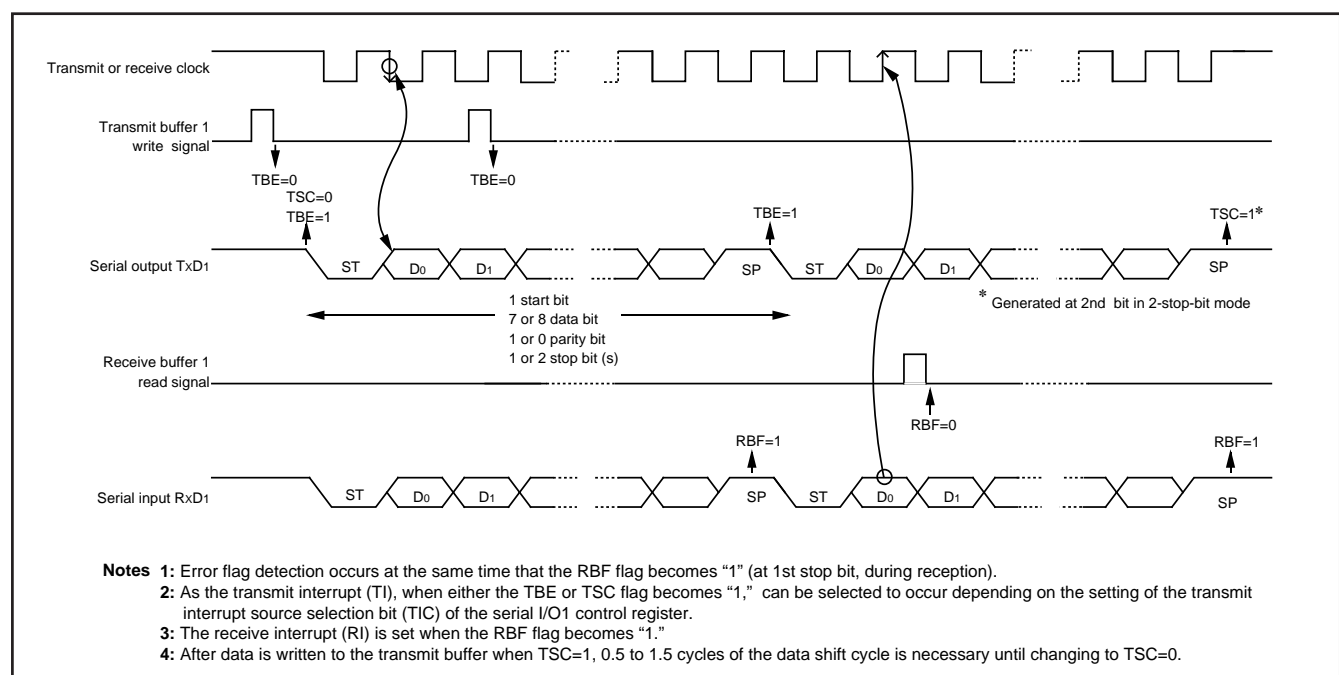 Transmit or receive clock
Transmit buffer 1
write signal
TBE=0
TBE=0
TSC=0
TBE=1
TBE=1
TSC=1*
Serial output TxD1
ST
D0
D1
SP
ST
D0
D1
SP
1 start bit
7 or 8 data bit
1 or 0 parity bit
1 or 2 stop bit (s)
* Generated at 2nd bit in 2-stop-bit mode
Receive buffer 1
read signal
RBF=0
RBF=1
RBF=1
Serial input RxD1
ST
D0
D1
SP
ST
D0
D1
SP
Notes 1: Error flag detection occurs at the same time that the RBF flag becomes “1” (at 1st stop bit, during reception).
2: As the transmit interrupt (TI), when either the TBE or TSC flag becomes “1,” can be selected to occur depending on the setting of the transmit
interrupt source selection bit (TIC) of the serial I/O1 control register.
3: The receive interrupt (RI) is set when the RBF flag becomes “1.”
4: After data is written to the transmit buffer when TSC=1, 0.5 to 1.5 cycles of the data shift cycle is necessary until changing to TSC=0.